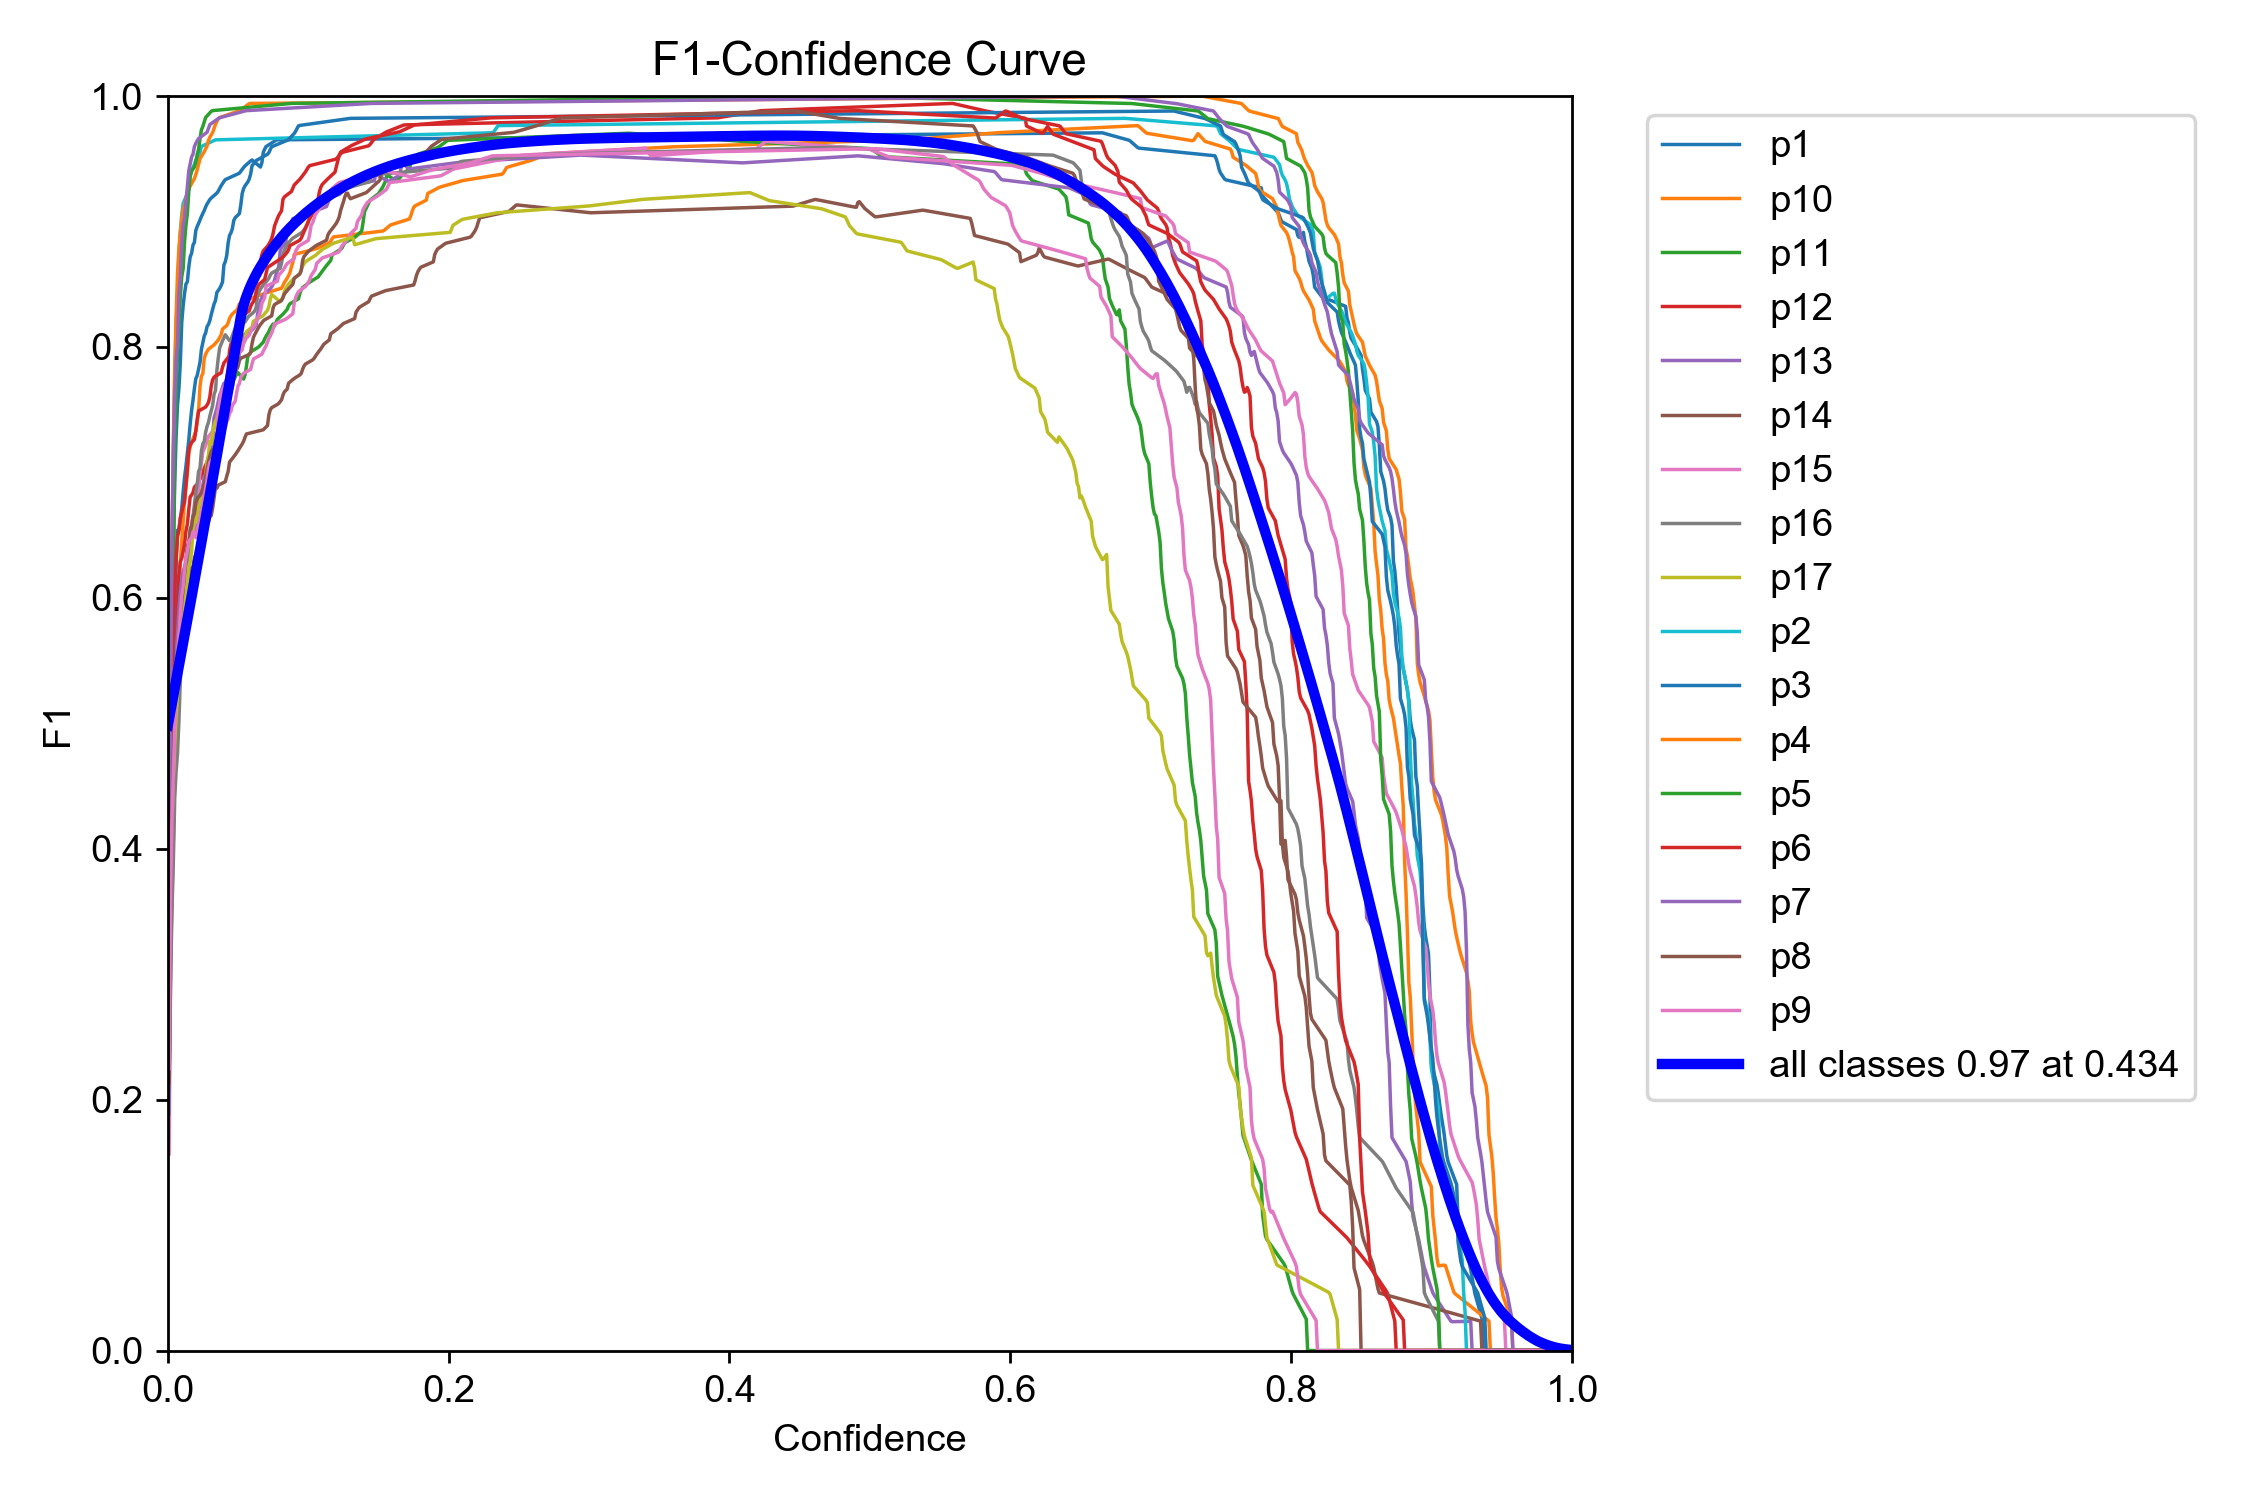 F1-Confidence Curve
1.0
0.8
0.6
0.4
0.2
0.0
F1
0.0 0.2 0.4 0.6 0.8 1.0
Confidence
p1
p10
p11
p12
p13
p14
p15
p16
p17
p2
p3
p4
p5
p6
p7
p8
p9
all classes 0.97 at 0.434